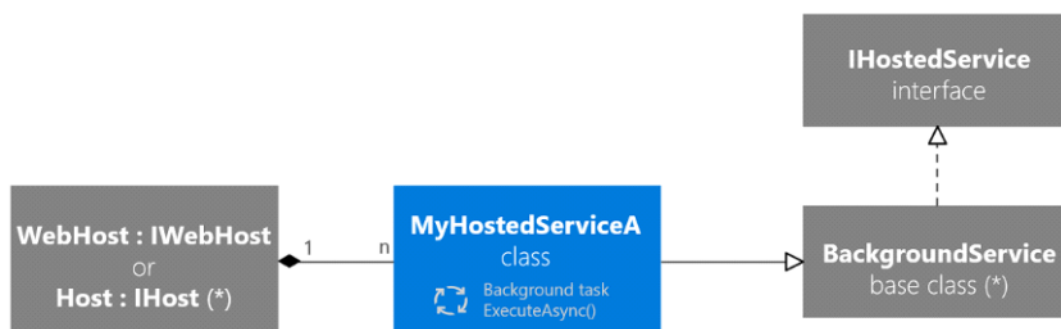 IHostedService
interface
WebHost : IWebHost
or
Host : IHost (*)
1
n
MyHostedServiceA
class
Background task
ExecuteAsync()
BackgroundService
base class (*)